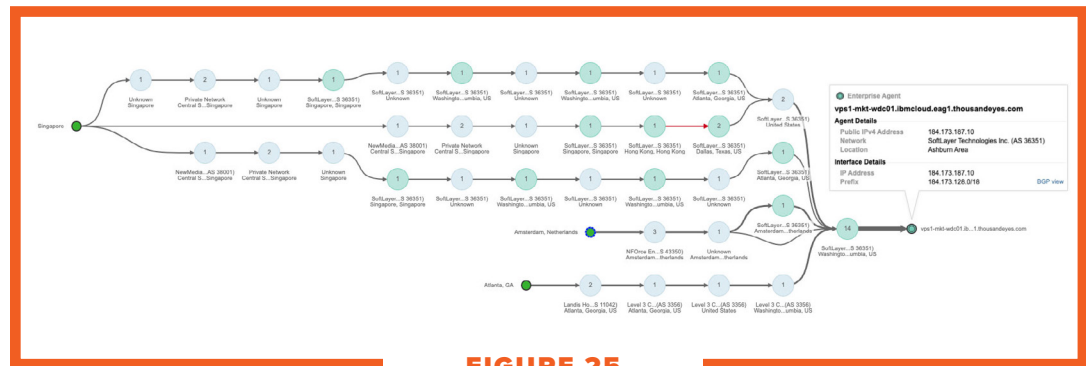 1 1 1 1 1 1
1 2 1 1
Unknown
Singapore
Private Network
Central S...Singapore
Unknown
Singapore
SoftLayer...S 36351)
Singapore, Singapore
SoftLayer...S 36351)
Unknown
SoftLayer...S 36351)
Washingto...umbia, US
SoftLayer...S 36351)
Unknown
SoftLayer...S 36351)
Washingto...umbia, US
SoftLayer...S 36351)
Unknown
SoftLayer...S 36351)
Atlanta, Georgia, US
2
SoftLayer...S 36351)
United States
Singapore
1 1 1 1 1 2
NewMedia...AS 38001)
Central S...Singapore
Private Network
Central S...Singapore
Unknown
Singapore
SoftLayer...S 36351)
Singapore, Singapore
SoftLayer...S 36351)
Hong Kong, Hong Kong
SoftLayer...S 36351)
Dallas, Texas, US
1 2 1
NewMedia...AS 38001)
Central S...Singapore
Private Network
Central S...Singapore
Unknown
Singapore
1 1 1 1 1 1
SoftLayer...S 36351)
Singapore, Singapore
SoftLayer...S 36351)
Unknown
SoftLayer...S 36351)
Washingto...umbia, US
SoftLayer...S 36351)
Unknown
SoftLayer...S 36351)
Washingto...umbia, US
SoftLayer...S 36351)
Unknown
1
SoftLayer...S 36351)
Atlanta, Georgia, US
Amsterdam, Netherlands
3 1
NFOrce En...S 43350)
Amsterdam...therlands
Unknown
Amsterdam...therlands
1
SoftLayer...S 36351)
Amsterdam...therlands
14
SoftLayer...S 36351)
Washingto...umbia, US
vps1-mkt-wdc01.ib...1.thousandeyes.com
Atlanta, GA
2 1 1 1
Landis Ho...S 11042)
Atlanta, Georgia, US
Level 3 C...(AS 3356)
Atlanta, Georgia, US
Level 3 C...(AS 3356)
United States
Level 3 C...(AS 3356)
Washingto...umbia, US
Enterprise Agent
vps1-mkt-wdc01.ibmcloud.eag1.thousandeyes.com
Agent Details
Public IPv4 Address 184.173.187.10
Network SoftLayer Technologies Inc. (AS 36351)
Location Ashburn Area
Interface Details
IP Address 184.173.187.10
Prefix 184.173.128.0/18 BGP view
FIGURE 25